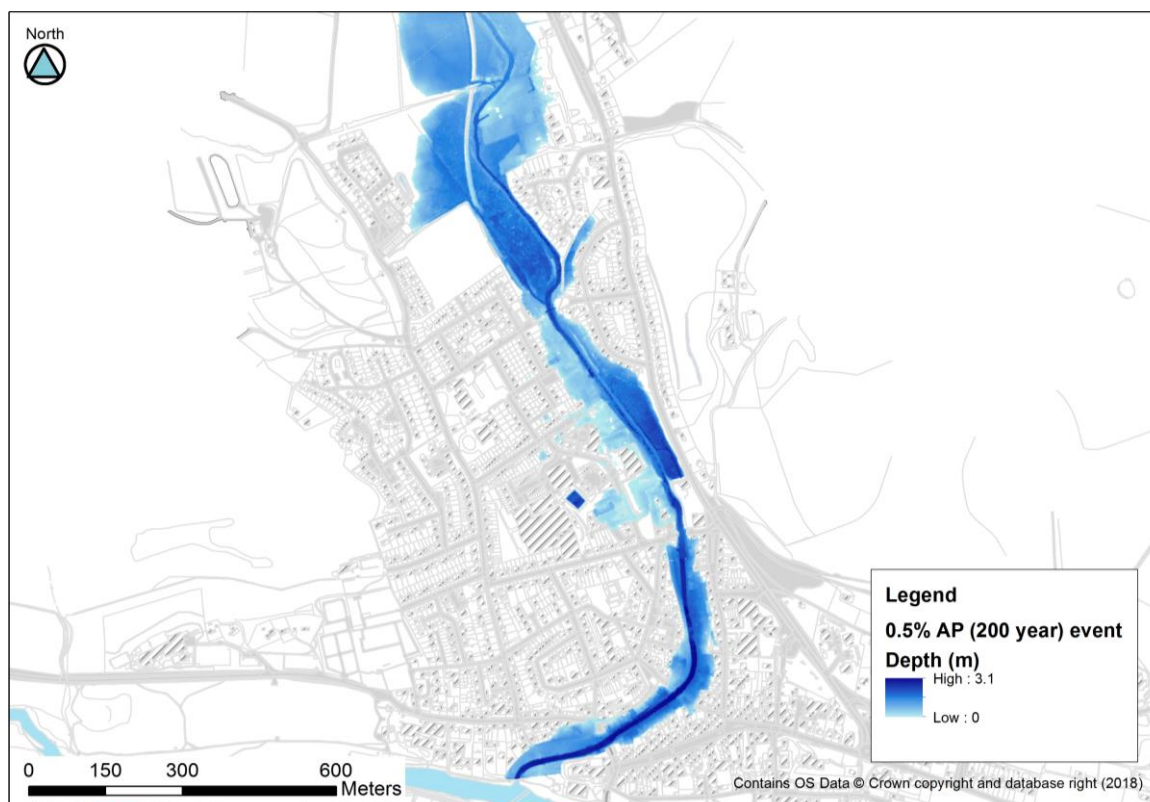 North
Legend
0.5% AP (200 year) event
Depth (m)
High : 3.1
Low : 0
0 150 300 600
Meters
Contains OS Data © Crown copyright and database right (2018)